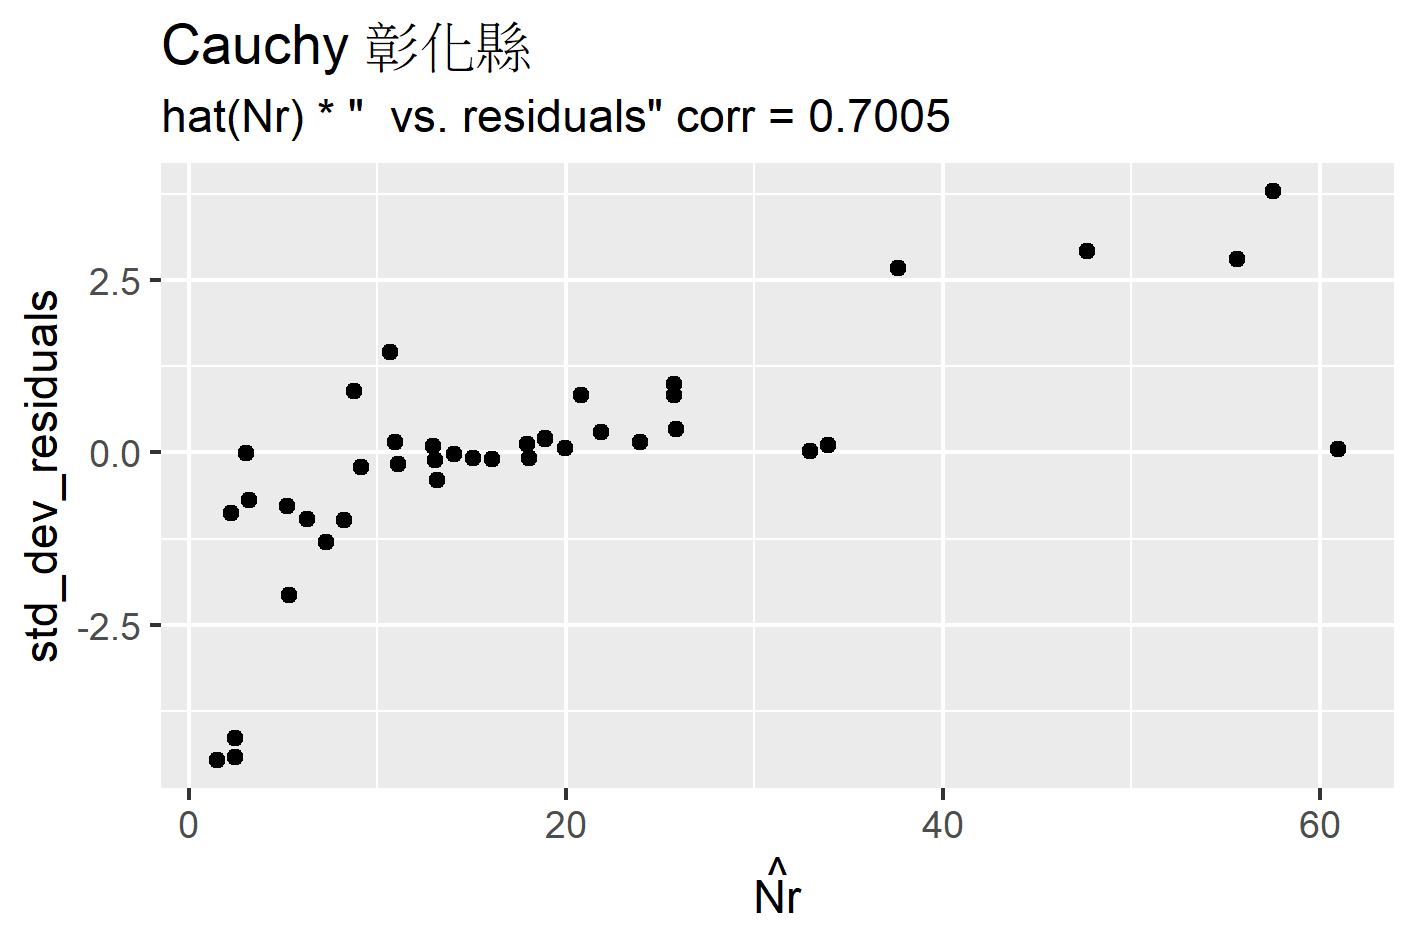 Cauchy 彰化縣
hat(Nr) * "  vs. residuals" corr = 0.7005
std_dev_residuals
2.5
0.0
-2.5
0 20 40 60
N̂r